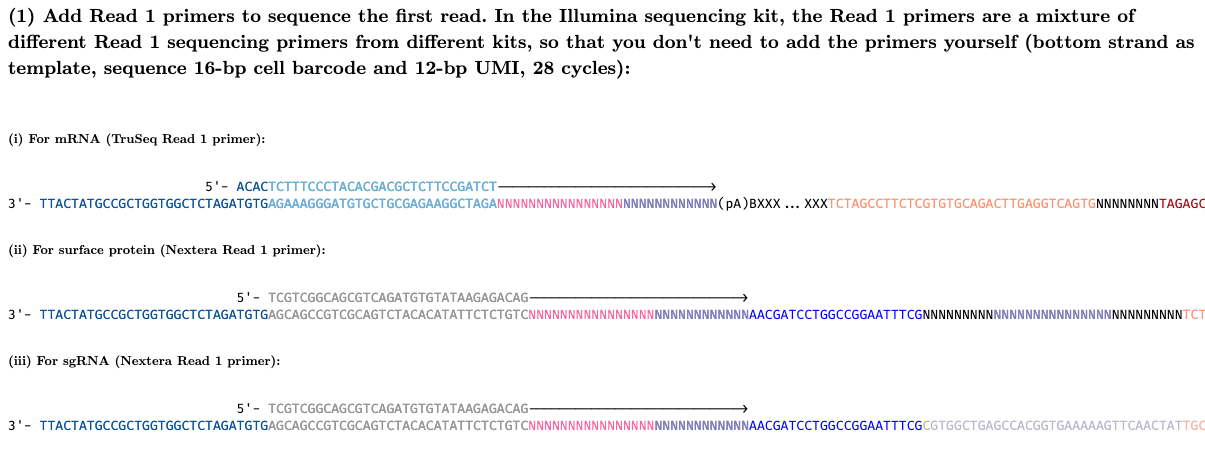 (1) Add Read 1 primers to sequence the first read. In the Illumina sequencing kit, the Read 1 primers are a mixture of
different Read 1 sequencing primers from different kits, so that you don't need to add the primers yourself (bottom strand as
template, sequence 16-bp cell barcode and 12-bp UMI, 28 cycles):
(i) For mRNA (TruSeq Read 1 primer):
5'- ACACTCTTTCCCTACACGACGCTCTTCCGATCT
3'- TTACTATGCCGCTGGTGGCTCTAGATGTGAGAAAGGGATGTGCTGCGAGAAGGCTAGANNNNNNNNNNNNNNNNNNNNNNNNNNNN(pA)BXXX...XXXTCTAGCCTTCTCGTGTGCAGACTTGAGGTCAGTGNNNNNNNNTAGAGC
(ii) For surface protein (Nextera Read 1 primer):
5'- TCGTCGGCAGCGTCAGATGTGTATAAGAGACAG
3'- TTACTATGCCGCTGGTGGCTCTAGATGTGAGCAGCCGTCGCAGTCTACACATATTCTCTGTCNNNNNNNNNNNNNNNNNNNNNNNNNNNNAACGATCCTGGCCGGAATTTCGNNNNNNNNNNNNNNNNNNNNNNNNNNNNNNNNNTCT
(iii) For sgRNA (Nextera Read 1 primer):
5'- TCGTCGGCAGCGTCAGATGTGTATAAGAGACAG
3'- TTACTATGCCGCTGGTGGCTCTAGATGTGAGCAGCCGTCGCAGTCTACACATATTCTCTGTCNNNNNNNNNNNNNNNNNNNNNNNNNNNNAACGATCCTGGCCGGAATTTCGCGTGGCTGAGCCACGGTGAAAAAGTTCAACTATTGC